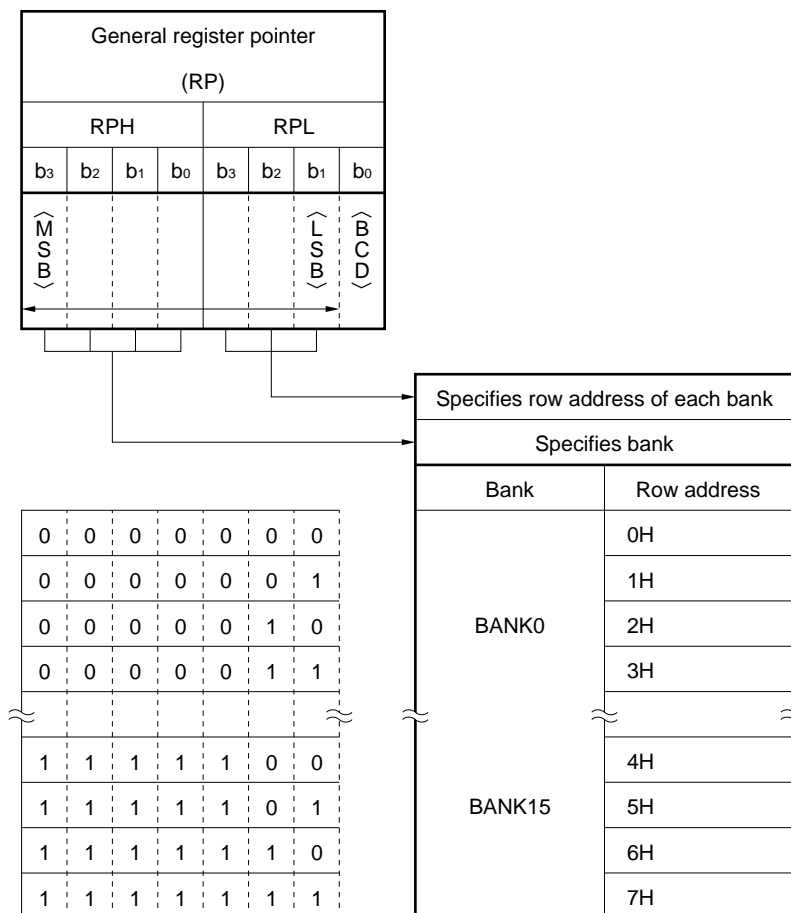 General register pointer
(RP)
RPH RPL
b3 b2 b1 b0 b3 b2 b1 b0
〈MSB〉 〈LSB〉 〈BCD〉
Specifies row address of each bank
Specifies bank
Bank Row address
0 0 0 0 0 0 0 0H
0 0 0 0 0 0 1 1H
0 0 0 0 0 1 0 BANK0 2H
0 0 0 0 0 1 1 3H
1 1 1 1 1 0 0 4H
1 1 1 1 1 0 1 BANK15 5H
1 1 1 1 1 1 0 6H
1 1 1 1 1 1 1 7H